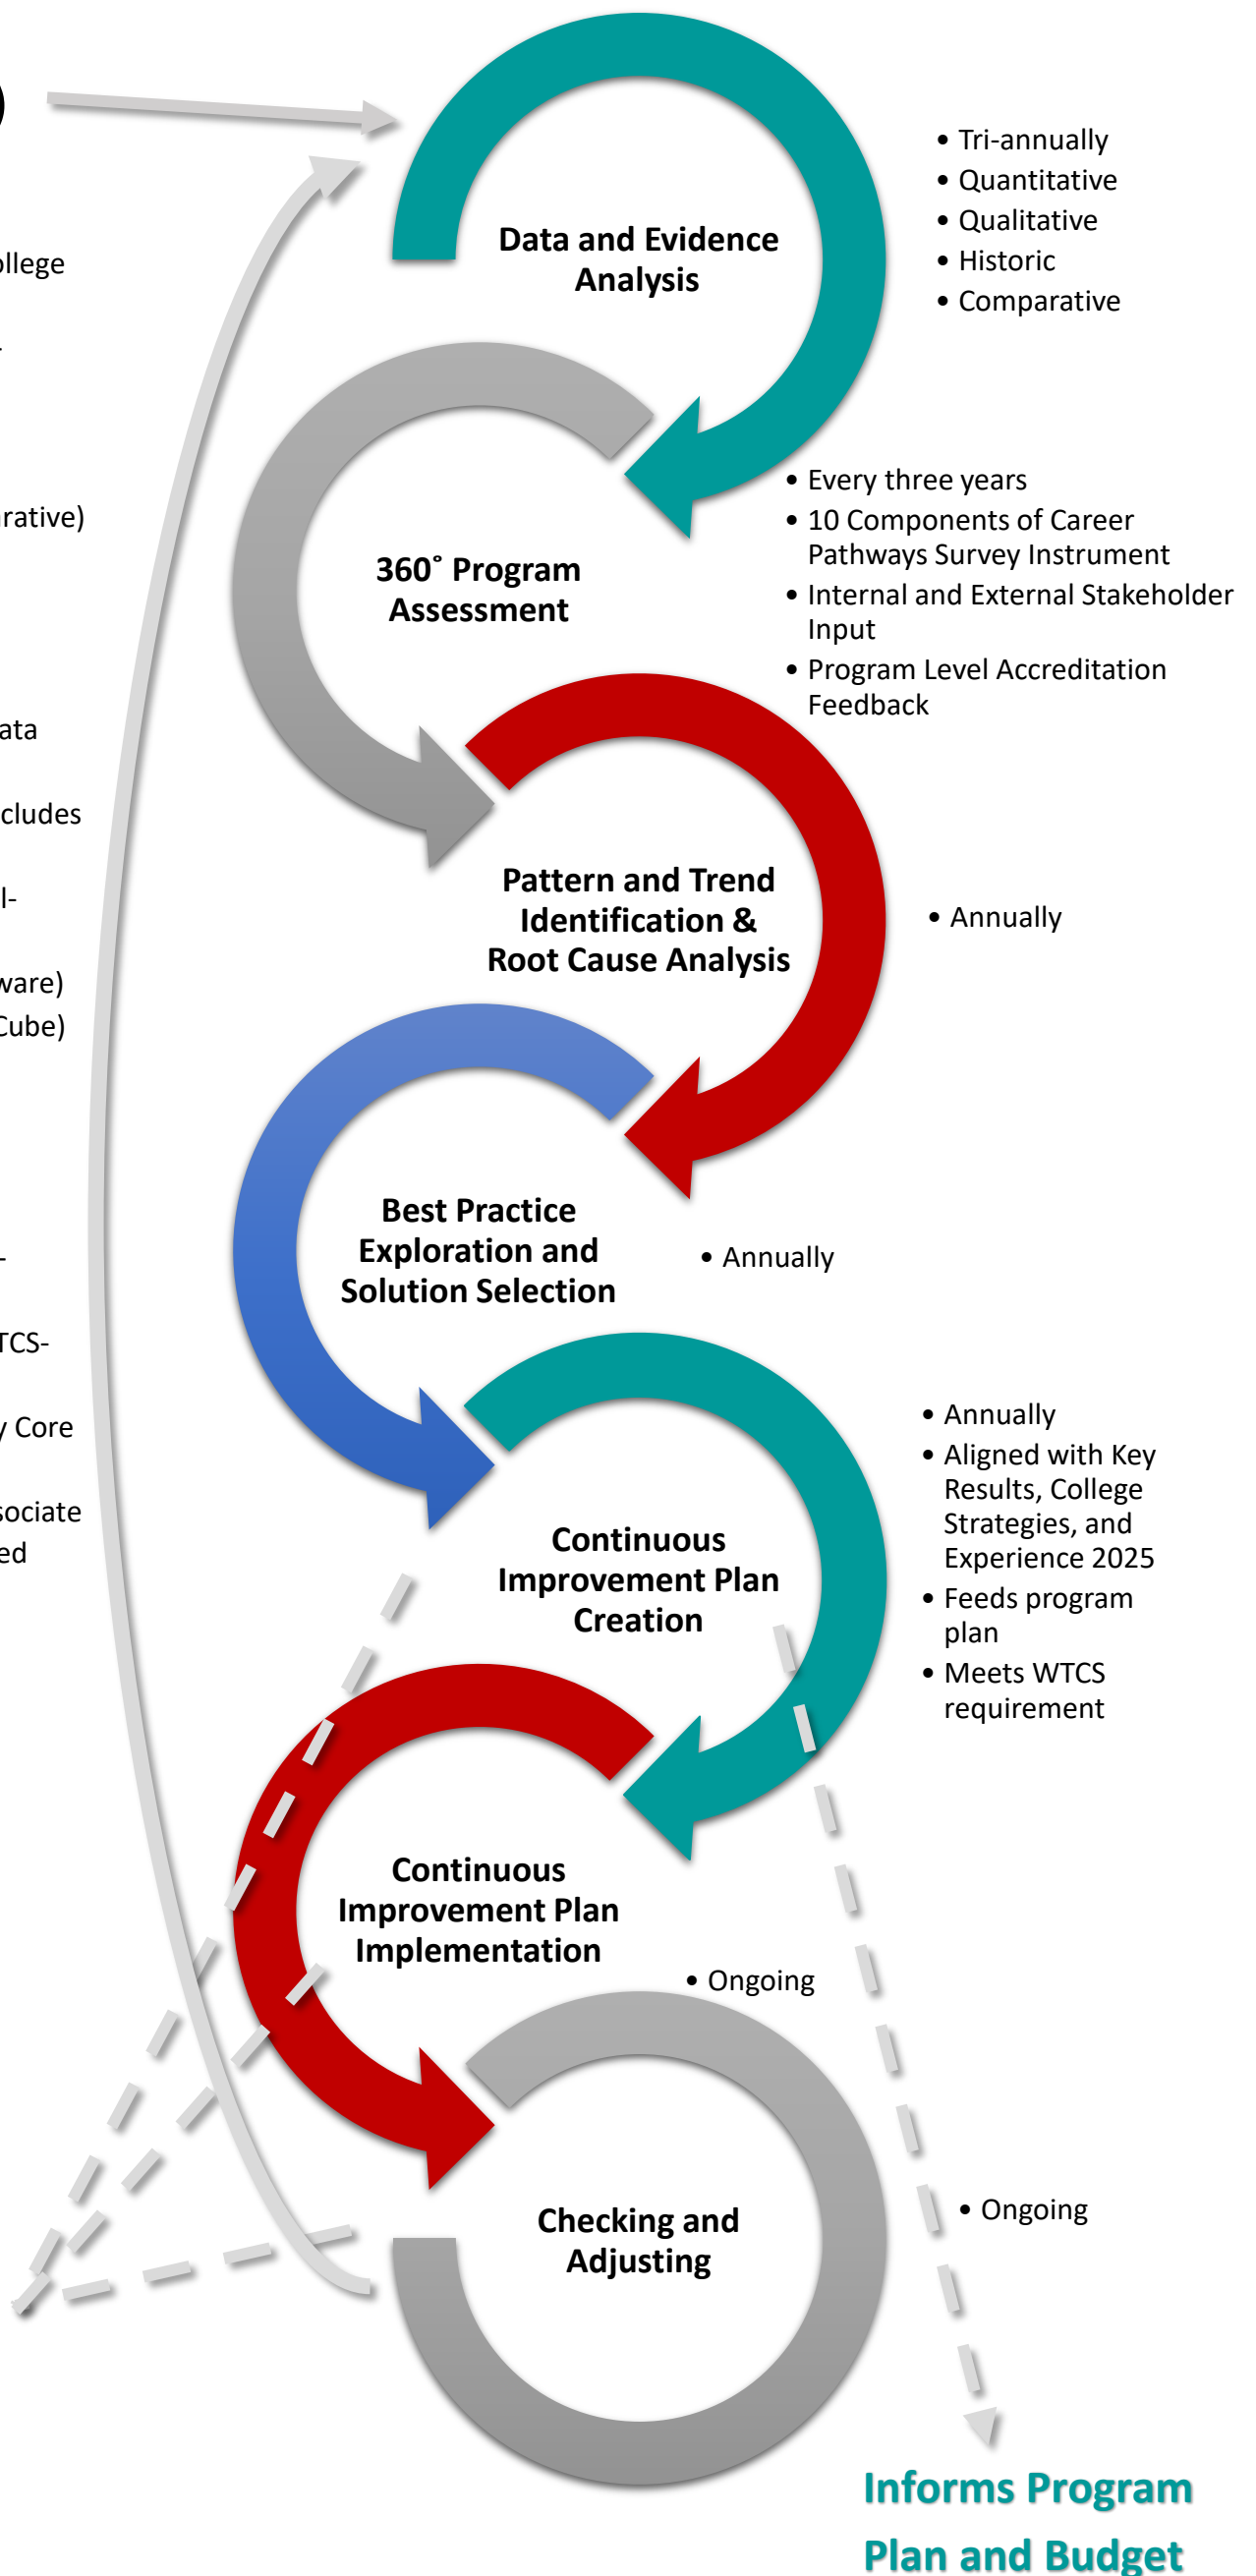 )
ollege
-
arative)
ata
cludes
l-
ware)
Cube)
-
TCS-
y Core
sociate
ed
Data and Evidence
Analysis
• Tri-annually
• Quantitative
• Qualitative
• Historic
• Comparative
360° Program
Assessment
• Every three years
• 10 Components of Career
Pathways Survey Instrument
• Internal and External Stakeholder
Input
• Program Level Accreditation
Feedback
Pattern and Trend
Identification &
Root Cause Analysis
• Annually
Best Practice
Exploration and
Solution Selection
• Annually
Continuous
Improvement Plan
Creation
• Annually
• Aligned with Key
Results, College
Strategies, and
Experience 2025
• Feeds program
plan
• Meets WTCS
requirement
Continuous
Improvement Plan
Implementation
• Ongoing
Checking and
Adjusting
• Ongoing
Informs Program
Plan and Budget